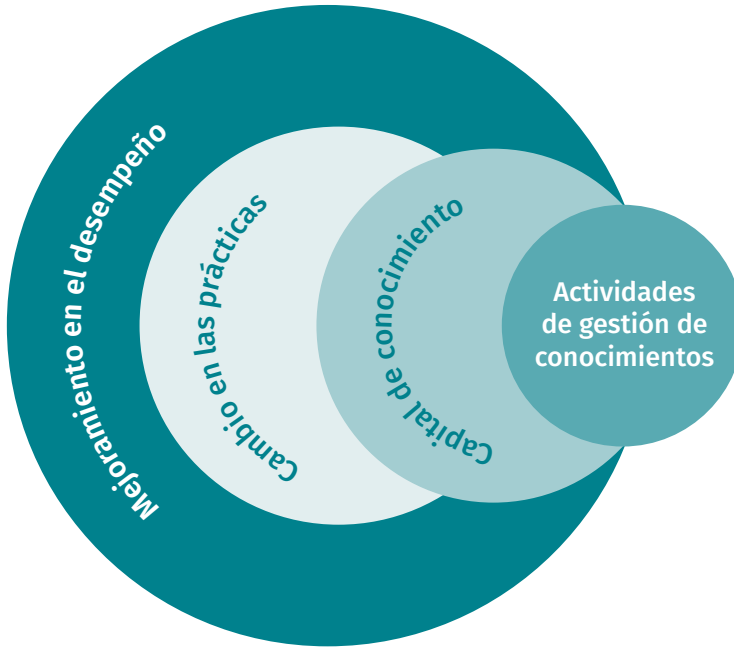 Mejoramiento en el desempeño
Cambio en las prácticas
Capital de conocimiento
Actividades
de gestión de
conocimientos